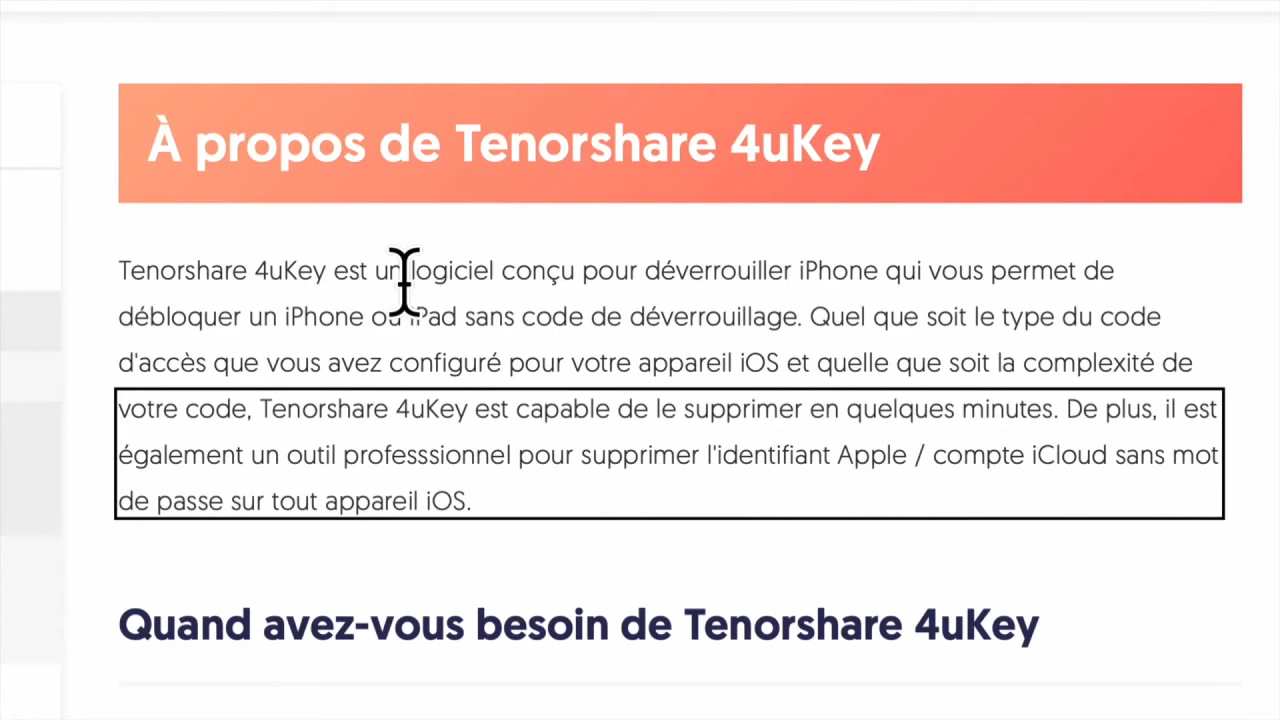 À propos de Tenorshare 4uKey
Tenorshare 4uKey est un logiciel conçu pour déverrouiller iPhone qui vous permet de
débloquer un iPhone ou iPad sans code de déverrouillage. Quel que soit le type du code
d'accès que vous avez configuré pour votre appareil iOS et quelle que soit la complexité de
votre code, Tenorshare 4uKey est capable de le supprimer en quelques minutes. De plus, il est
également un outil professsionnel pour supprimer l'identifiant Apple / compte iCloud sans mot
de passe sur tout appareil iOS.
Quand avez-vous besoin de Tenorshare 4uKey